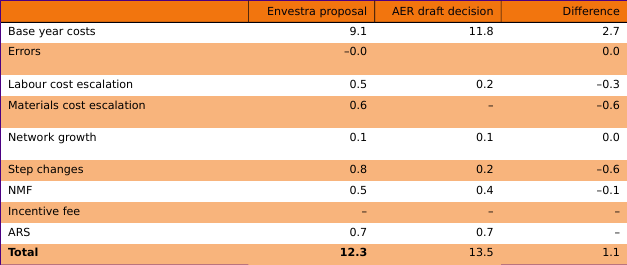 Envestra proposal AER draft decision Difference
Base year costs 9.1 11.8 2.7
Errors –0.0 0.0
Labour cost escalation 0.5 0.2 –0.3
Materials cost escalation 0.6 – –0.6
Network growth 0.1 0.1 0.0
Step changes 0.8 0.2 –0.6
NMF 0.5 0.4 –0.1
Incentive fee – – –
ARS 0.7 0.7 –
Total 12.3 13.5 1.1